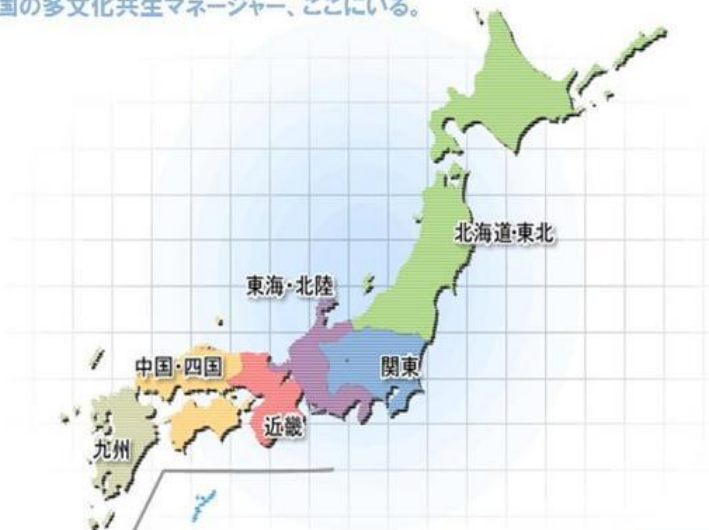 国の多文化共生マネージャー、ここにいる。
北海道・東北
東海・北陸
中国・四国
関東
近畿
九州